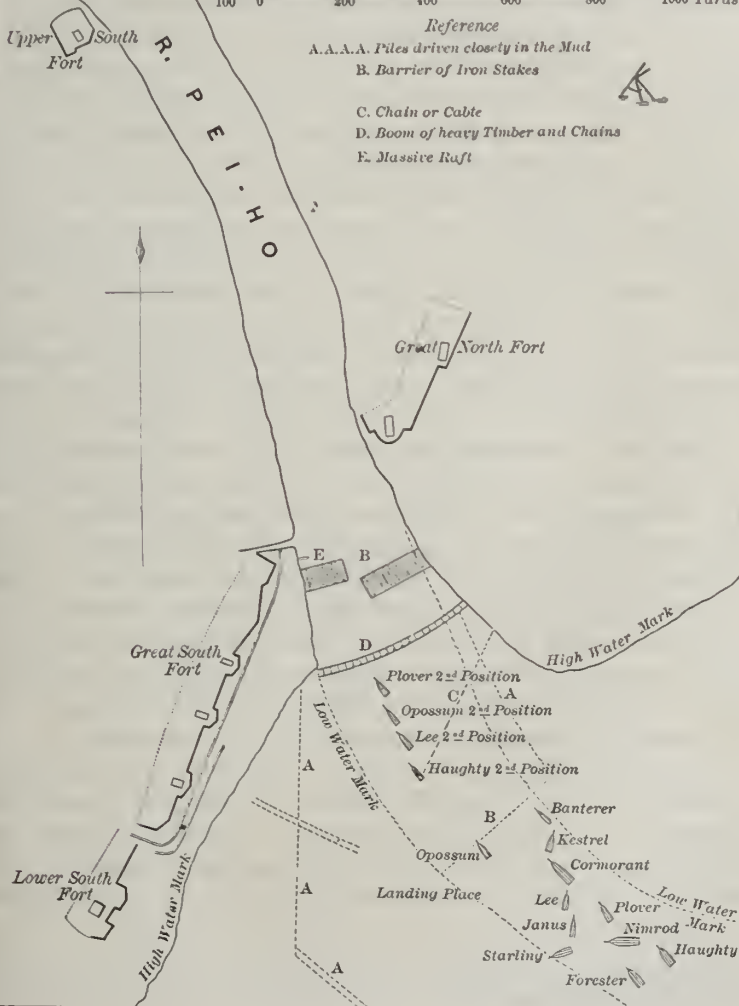 100 0 200 400 600 800 1000 Yards
Reference
A.A.A.A. Piles driven closely in the Mud
B. Barrier of Iron Stakes
C. Chain or Cable
D. Boom of heavy Timber and Chains
E. Massive Raft
Upper South
Fort
R. PEI-HO
Great North Fort
E
B
Great South
Fort
D
High Water Mark
Plover 2nd Position
C
A
Opossum 2nd Position
Low Water Mark
Lee 2nd Position
A
Haughty 2nd Position
B
Banterer
Kestrel
Opossum
Cormorant
Lower South
Fort
High Water Mark
A
Landing Place
Lee
Plover
Low Water
Mark
Janus
Nimrod
Starling
Haughty
A
Forester